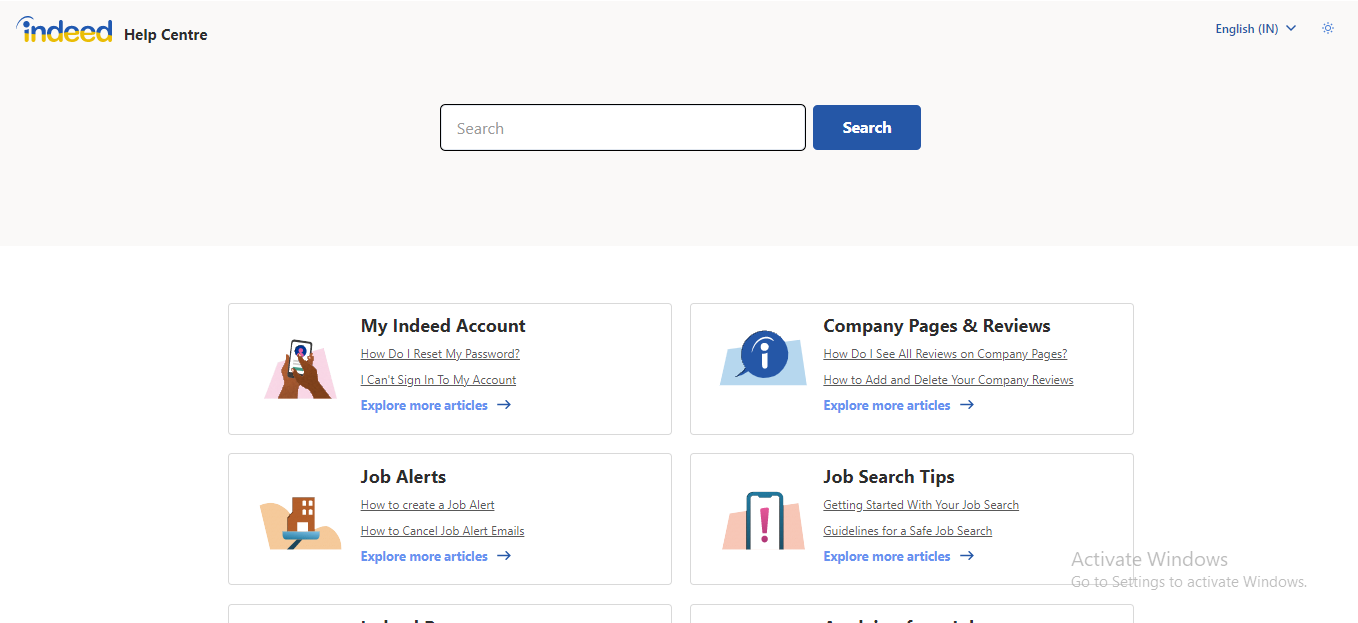 indeed Help Centre
English (IN)
Search
Search
My Indeed Account
How Do I Reset My Password?
I Can't Sign In To My Account
Explore more articles
Company Pages & Reviews
How Do I See All Reviews on Company Pages?
How to Add and Delete Your Company Reviews
Explore more articles
Job Alerts
How to create a Job Alert
How to Cancel Job Alert Emails
Explore more articles
Job Search Tips
Getting Started With Your Job Search
Guidelines for a Safe Job Search
Explore more articles
Activate Windows
Go to Settings to activate Windows.